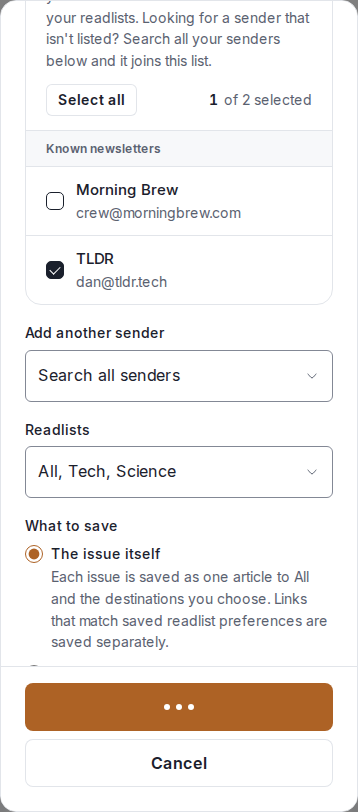 your readlists. Looking for a sender that
isn't listed? Search all your senders
below and it joins this list.
Select all
1 of 2 selected
Known newsletters
Morning Brew
crew@morningbrew.com
TLDR
dan@tldr.tech
Add another sender
Search all senders
Readlists
All, Tech, Science
What to save
The issue itself
Each issue is saved as one article to All
and the destinations you choose. Links
that match saved readlist preferences are
saved separately.
Cancel